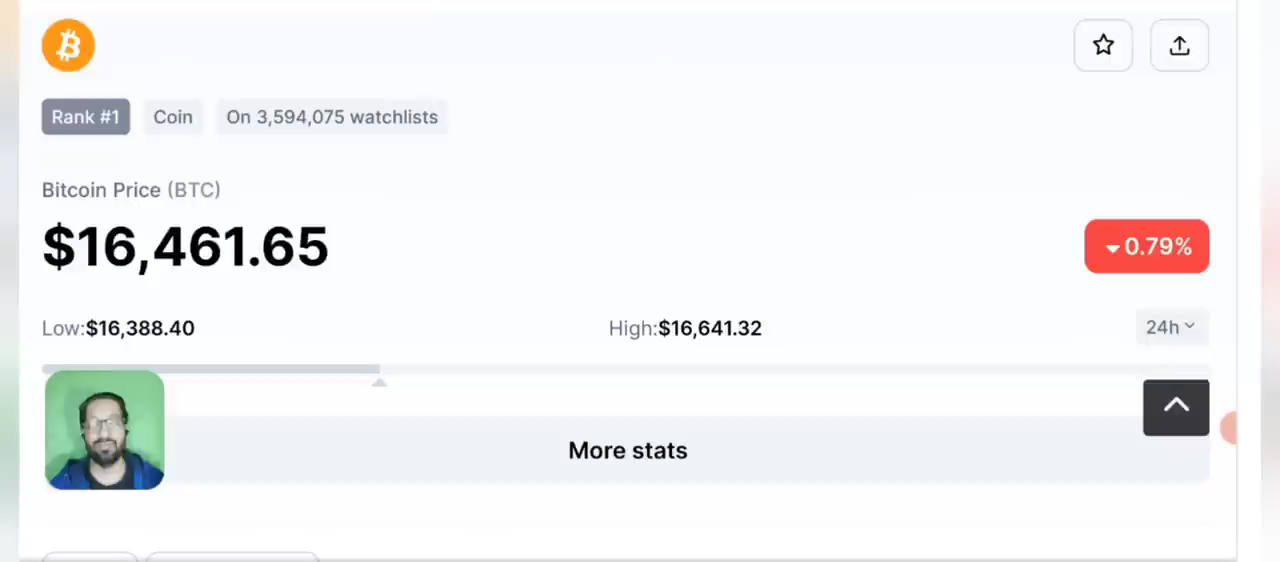 Rank #1 Coin On 3,594,075 watchlists
Bitcoin Price (BTC)
$16,461.65 0.79%
Low:$16,388.40 High:$16,641.32 24h
More stats